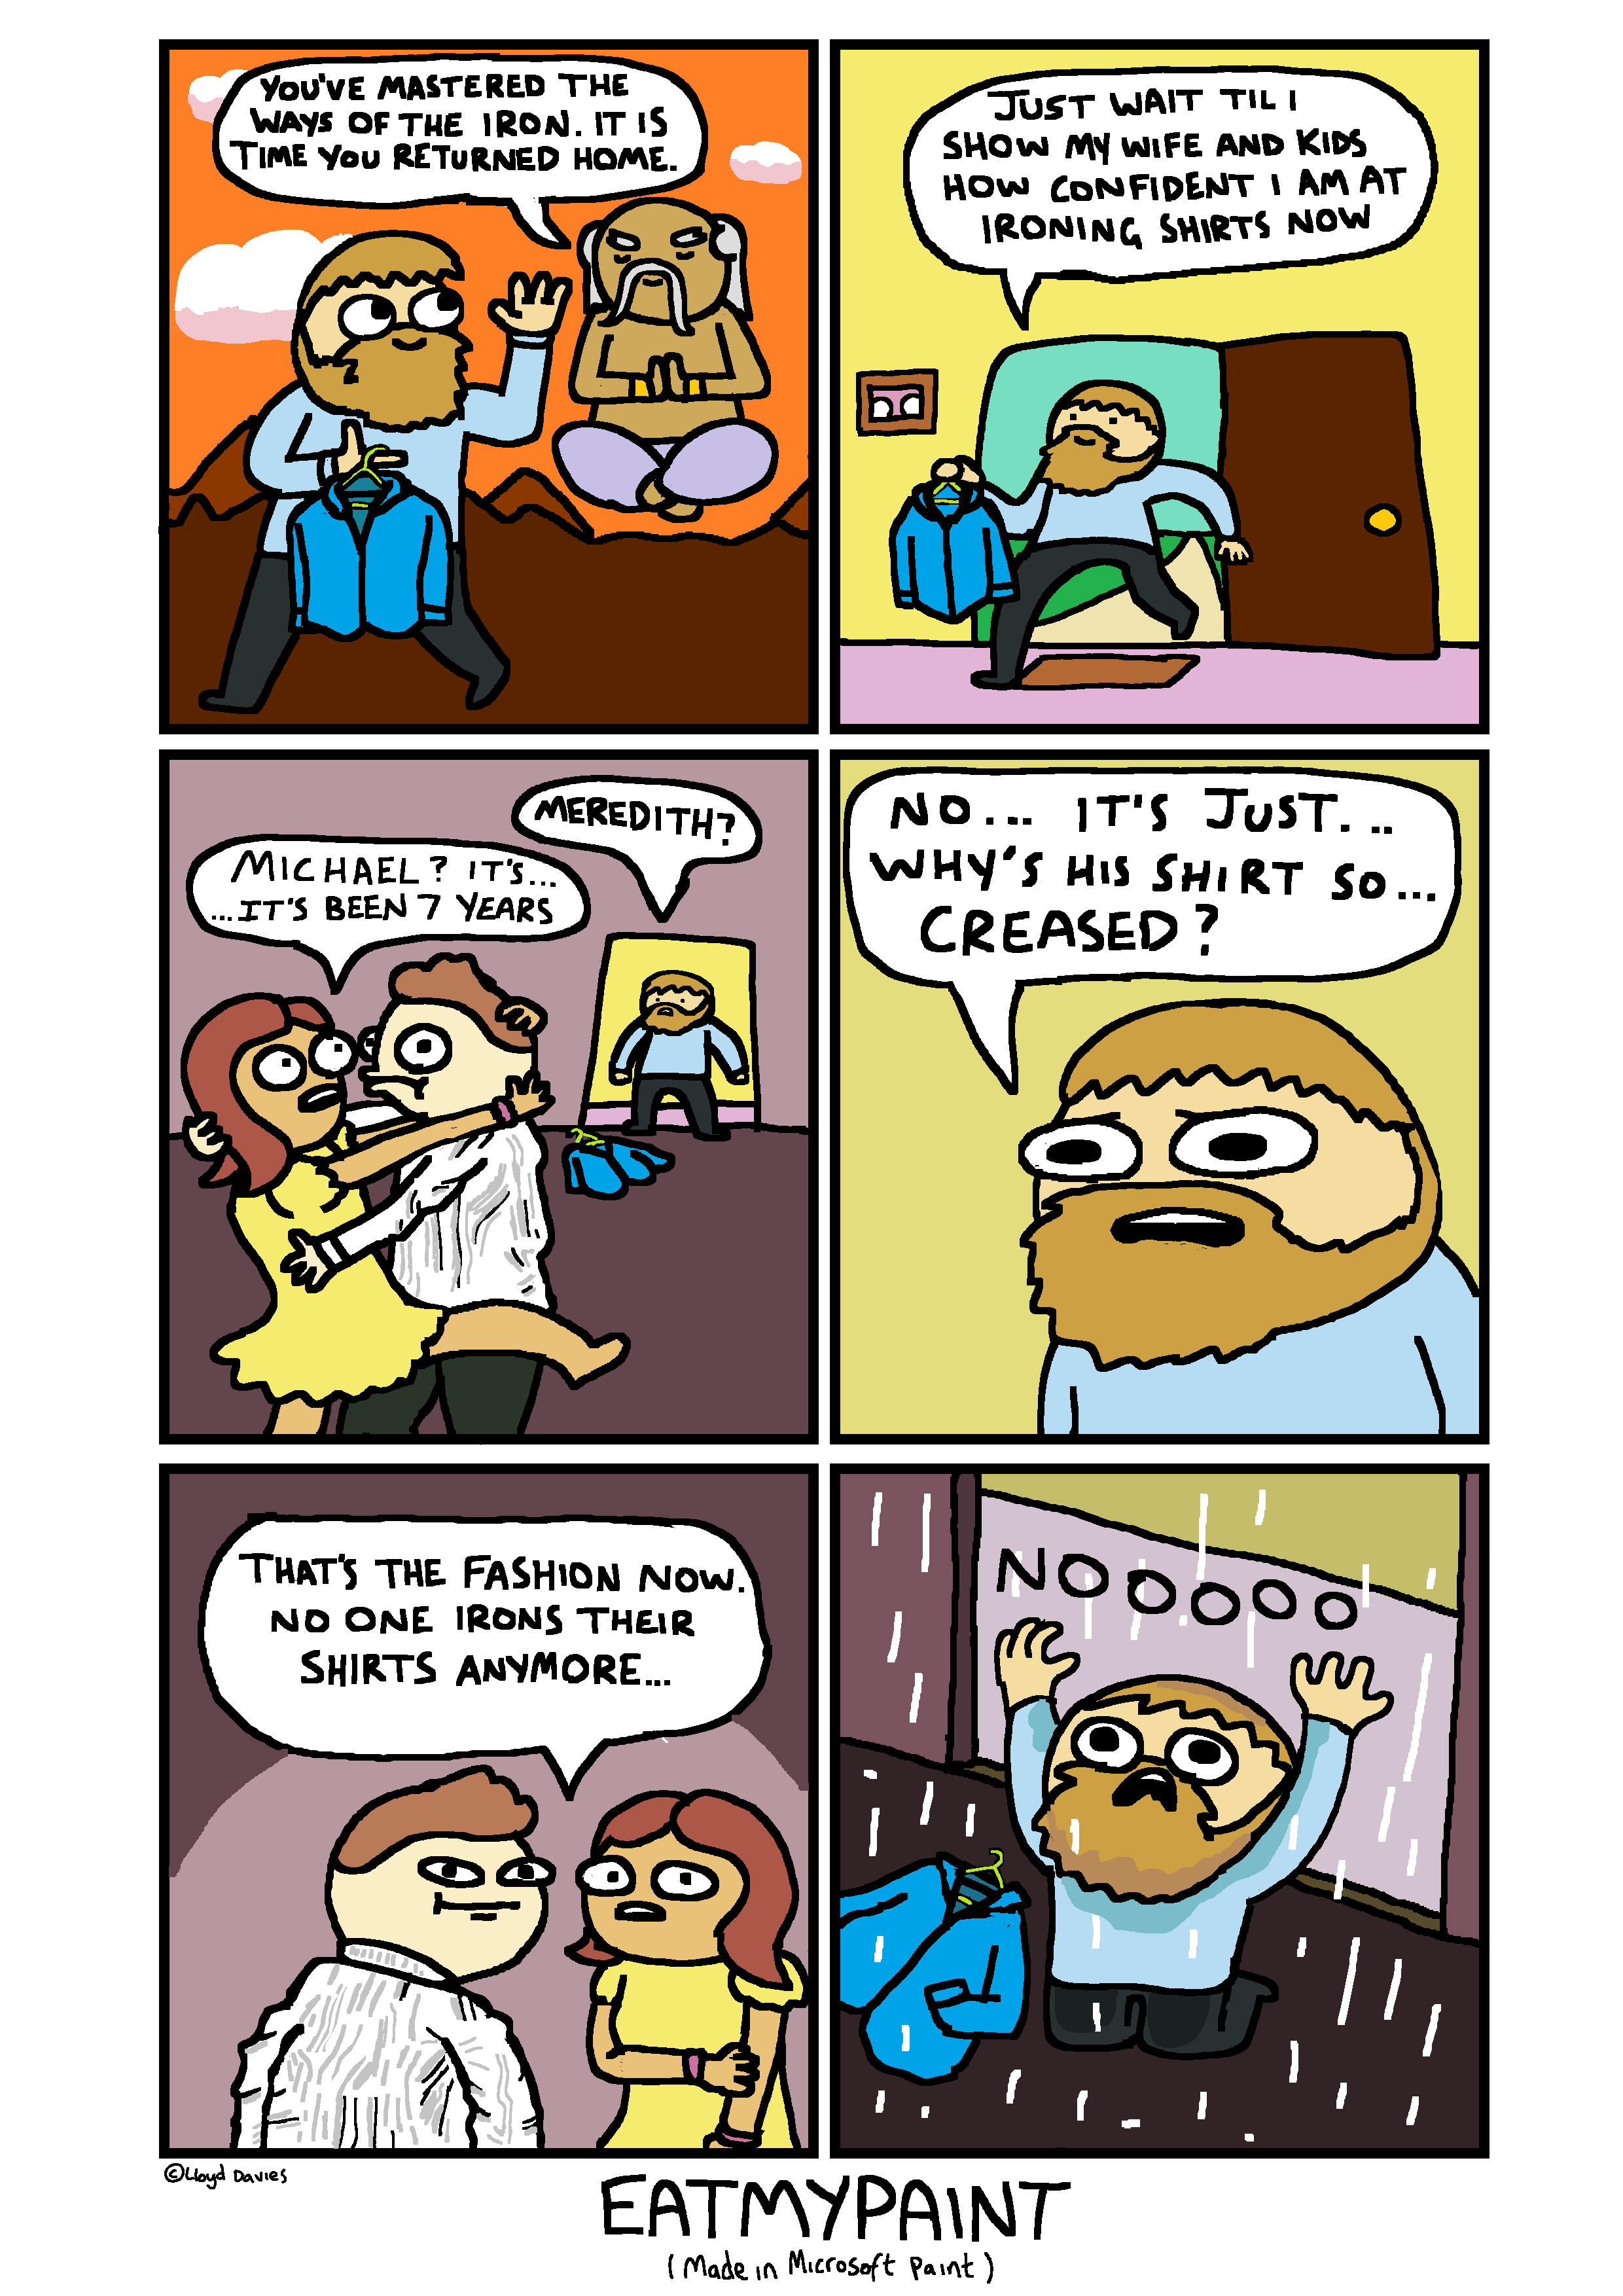 YOU'VE MASTERED THE
WAYS OF THE IRON. IT IS
TIME YOU RETURNED HOME.
JUST WAIT TIL I
SHOW MY WIFE AND KIDS
HOW CONFIDENT I AM AT
IRONING SHIRTS NOW
MEREDITH?
MICHAEL? IT'S...
...IT'S BEEN 7 YEARS
NO... IT'S JUST...
WHY'S HIS SHIRT SO...
CREASED?
THAT'S THE FASHION NOW.
NO ONE IRONS THEIR
SHIRTS ANYMORE...
NOOOOO
©Lloyd Davies
EATMYPAINT
(Made in Microsoft Paint)